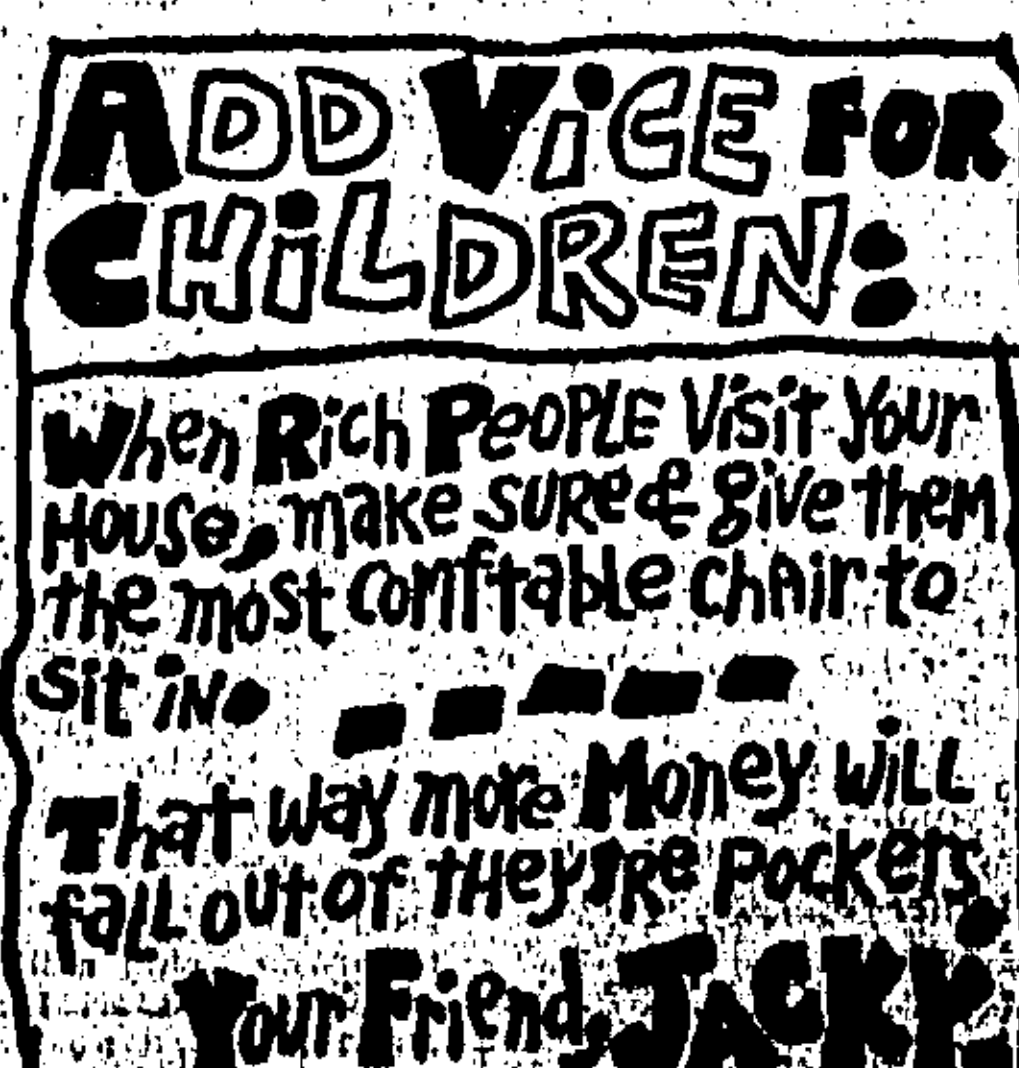 ADD ViCE FOR
CHiLDREN:
When Rich PEOPLE Visit Your
HOUSe, make SURe & give them
the most comftable chAir to
Sit iN.
That way more Money WiLL
fall out of tHey're Pockers.
Your Friend, JACKY.